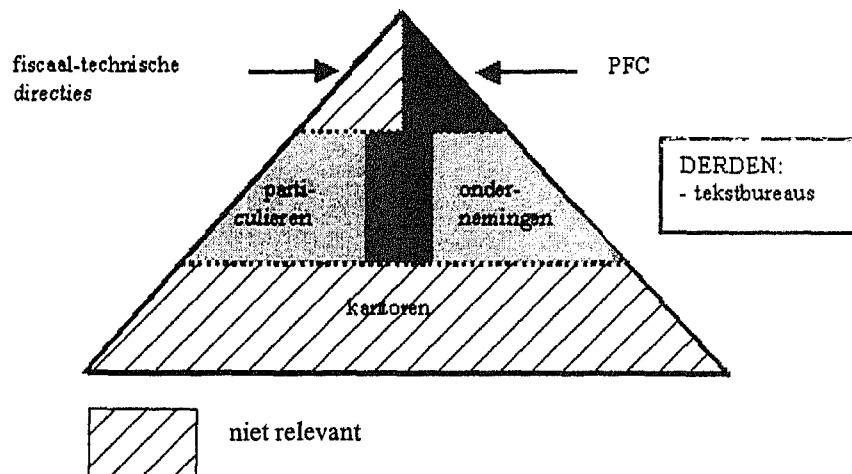 fiscaal-technische
directies
PFC
DERDEN:
- tekstbureaus
parti-
culieren
onder-
nemingen
kantoren
niet relevant